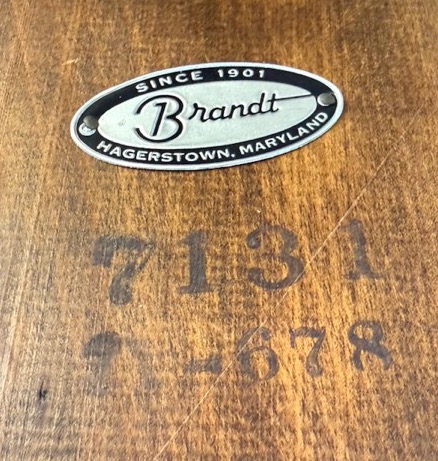 SINCE 1901
Brandt
HAGERSTOWN, MARYLAND
7131
-678